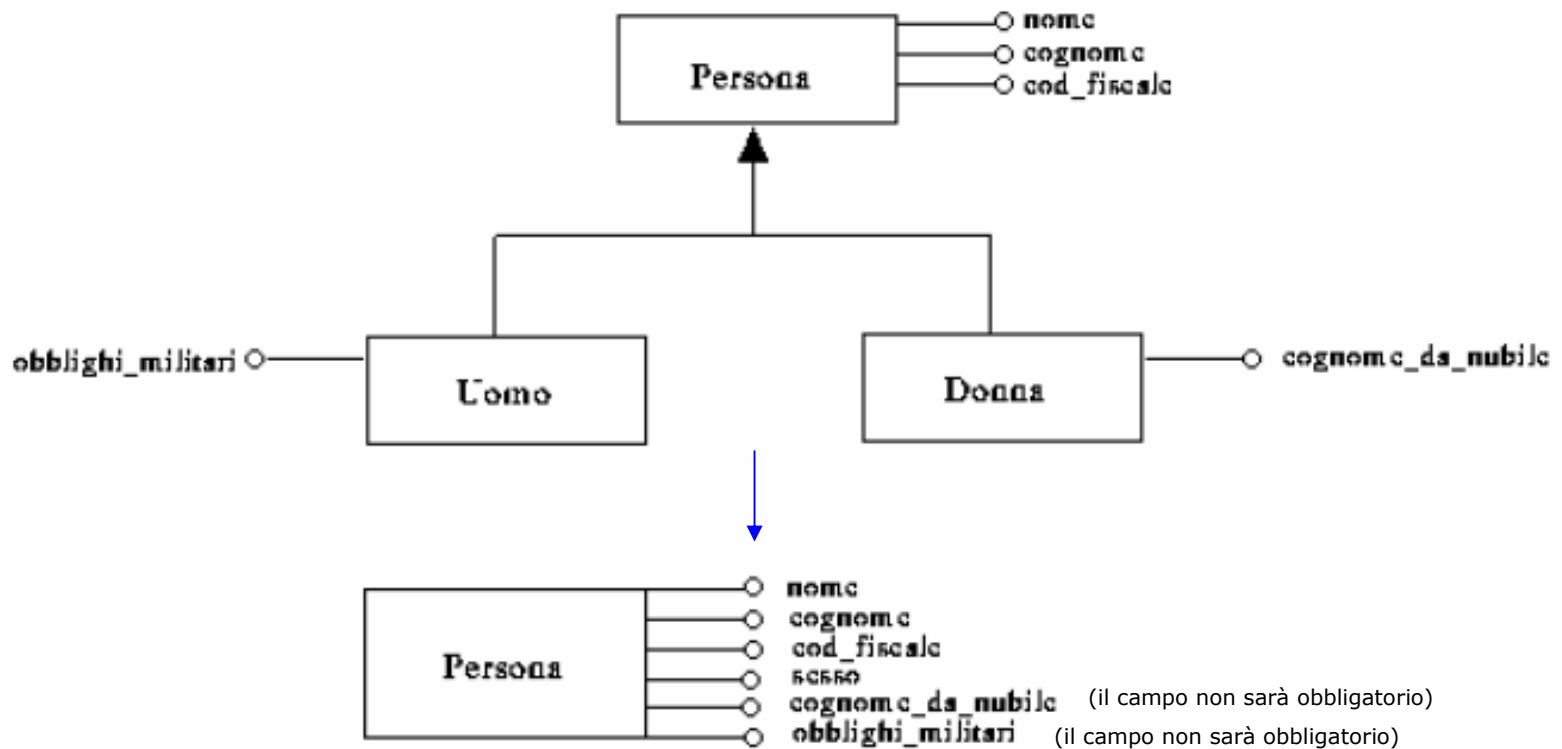 nome
cognome
cod_fiscale
Persona
obblighi_militari
Uomo
Donna
cognome_da_nubile
Persona
nome
cognome
cod_fiscale
sesso
cognome_da_nubile (il campo non sarà obbligatorio)
obblighi_militari (il campo non sarà obbligatorio)